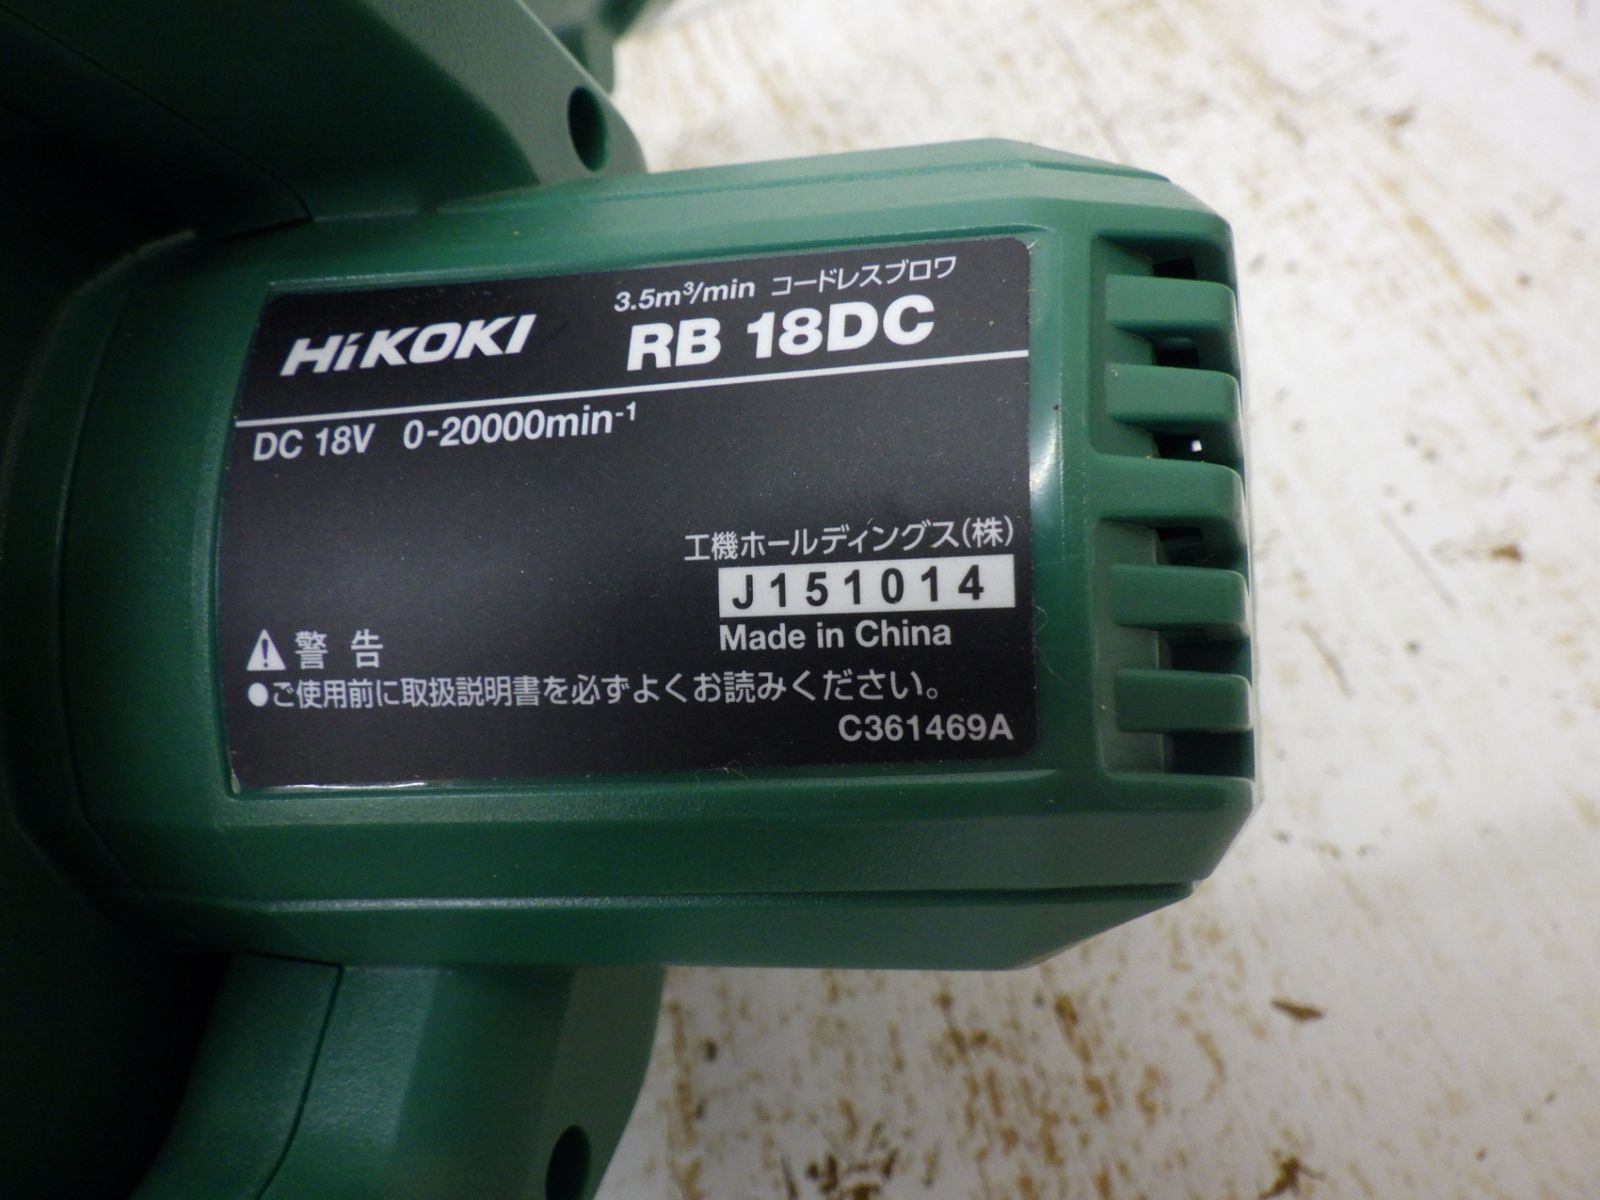 3.5m³/min コードレスブロワ
HiKOKI RB 18DC
DC 18V 0-20000min⁻¹
工機ホールディングス(株)
J151014
Made in China
警告
●ご使用前に取扱説明書を必ずよくお読みください。
C361469A